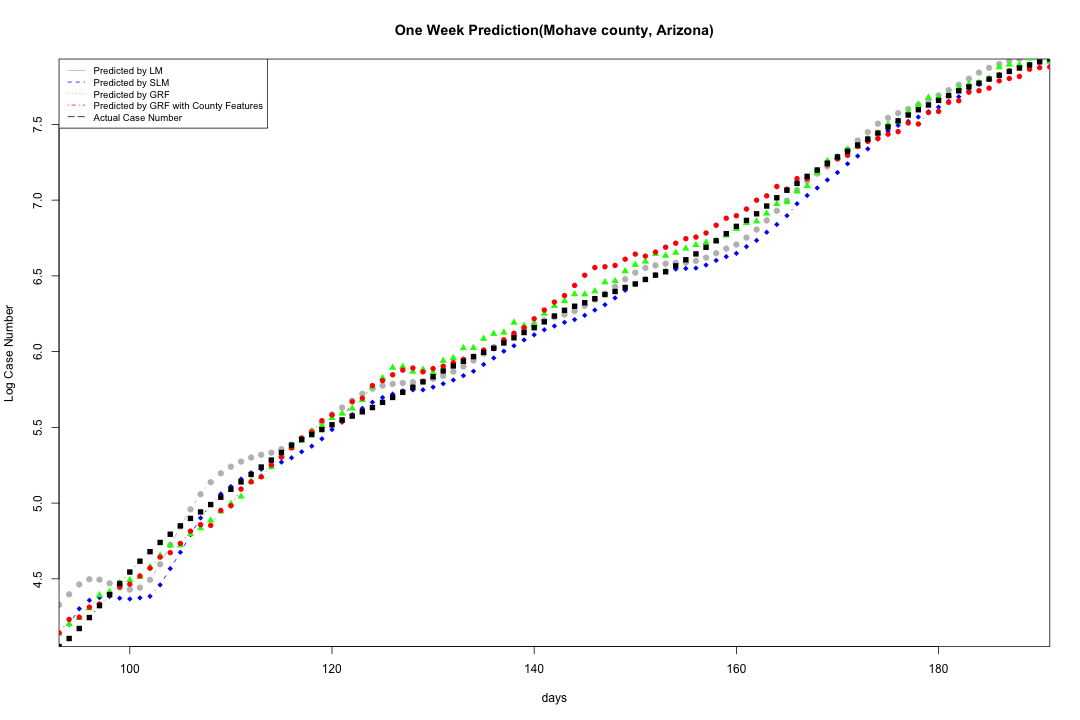 One Week Prediction(Mohave county, Arizona)
Predicted by LM
Predicted by SLM
Predicted by GRF
Predicted by GRF with County Features
Actual Case Number
7.5
7.0
6.5
6.0
5.5
5.0
4.5
Log Case Number
100 120 140 160 180
days